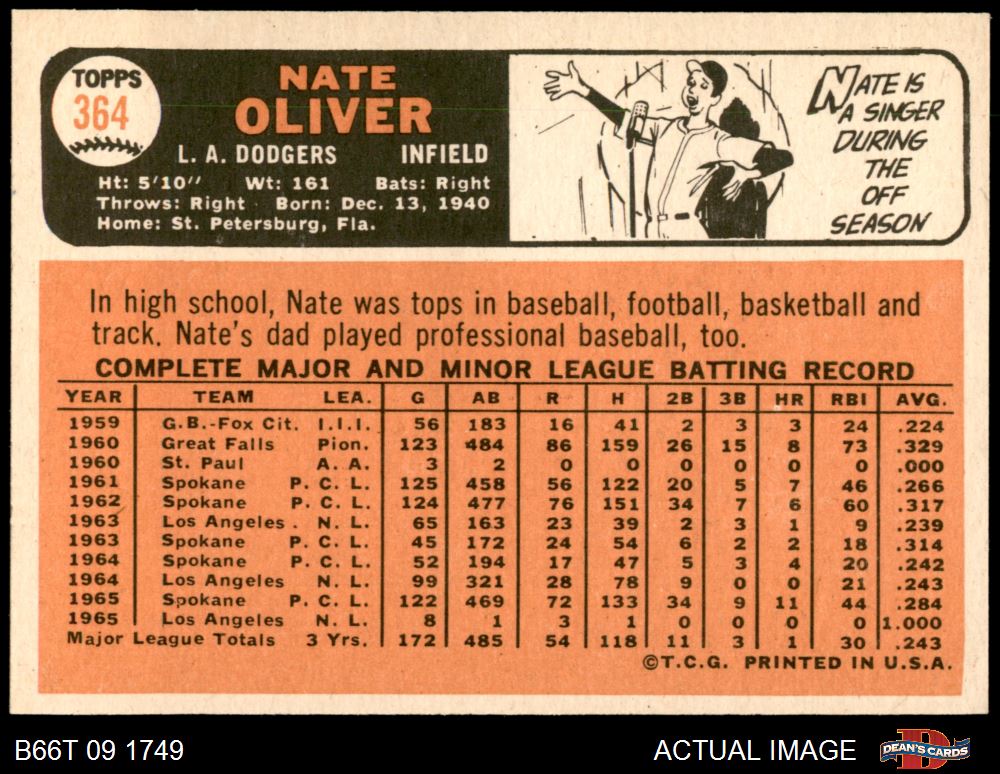 TOPPS
364
NATE
OLIVER
L. A. DODGERS INFIELD
Ht: 5'10" Wt: 161 Bats: Right
Throws: Right Born: Dec. 13, 1940
Home: St. Petersburg, Fla.
NATE IS
A SINGER
DURING
THE
OFF
SEASON
In high school, Nate was tops in baseball, football, basketball and
track. Nate's dad played professional baseball, too.
COMPLETE MAJOR AND MINOR LEAGUE BATTING RECORD
YEAR TEAM LEA. G AB R H 2B 3B HR RBI AVG.
1959 G.B.-Fox Cit. I.I.I. 56 183 16 41 2 3 3 24 .224
1960 Great Falls Pion. 123 484 86 159 26 15 8 73 .329
1960 St. Paul A. A. 3 2 0 0 0 0 0 0 .000
1961 Spokane P. C. L. 125 458 56 122 20 5 7 46 .266
1962 Spokane P. C. L. 124 477 76 151 34 7 6 60 .317
1963 Los Angeles . N. L. 65 163 23 39 2 3 1 9 .239
1963 Spokane P. C. L. 45 172 24 54 6 2 2 18 .314
1964 Spokane P. C. L. 52 194 17 47 5 3 4 20 .242
1964 Los Angeles N. L. 99 321 28 78 9 0 0 21 .243
1965 Spokane P. C. L. 122 469 72 133 34 9 11 44 .284
1965 Los Angeles N. L. 8 1 3 1 0 0 0 0 1.000
Major League Totals 3 Yrs. 172 485 54 118 11 3 1 30 .243
©T.C.G. PRINTED IN U.S.A.
B66T 09 1749 ACTUAL IMAGE DEAN'S CARDS